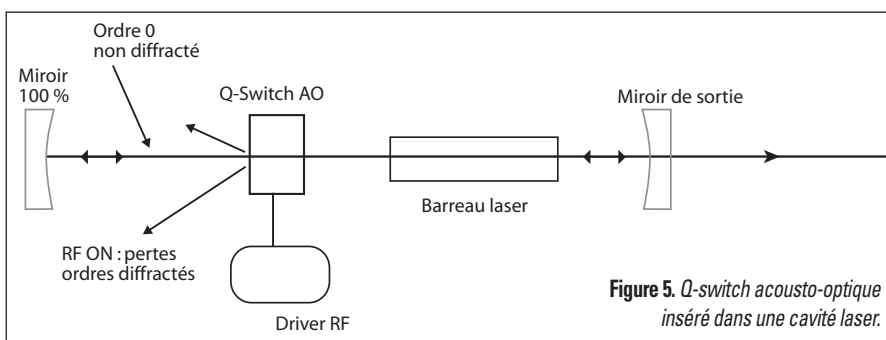 Ordre 0
non diffracté
Miroir
100 %
Q-Switch AO
Miroir de sortie
Barreau laser
RF ON : pertes
ordres diffractés
Driver RF
Figure 5. Q-switch acousto-optique
inséré dans une cavité laser.